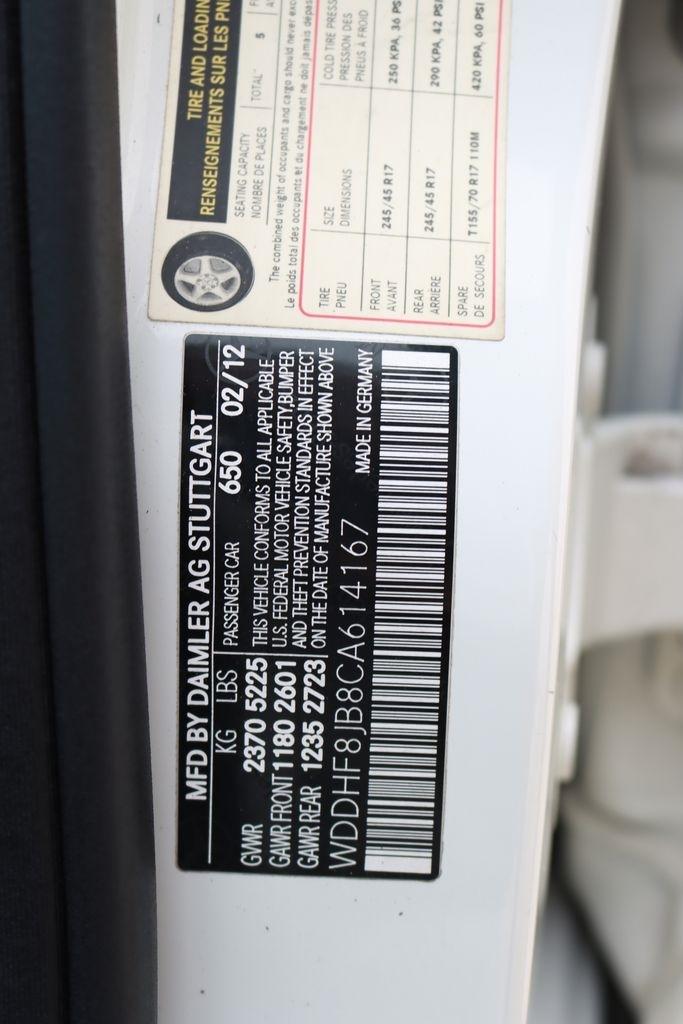 TIRE AND LOADIN
RENSEIGNEMENTS SUR LES PN
SEATING CAPACITY
NOMBRE DE PLACES
TOTAL
5
The combined weight of occupants and cargo should never exc
Le poids total des occupants et du chargement ne doit jamais dépas
TIRE
PNEU
SIZE
DIMENSIONS
COLD TIRE PRESS
PRESSION DES
PNEUS À FROID
FRONT
AVANT
245/45 R17
250 KPA, 36 PS
REAR
ARRIERE
245/45 R17
290 KPA, 42 PSI
SPARE
DE SECOURS
T155/70 R17 110M
420 KPA, 60 PSI
MFD BY DAIMLER AG STUTTGART
KG LBS
PASSENGER CAR 650 02/12
GVWR 2370 5225
GAWR FRONT 1180 2601
GAWR REAR 1235 2723
THIS VEHICLE CONFORMS TO ALL APPLICABLE
U.S. FEDERAL MOTOR VEHICLE SAFETY,BUMPER
AND THEFT PREVENTION STANDARDS IN EFFECT
ON THE DATE OF MANUFACTURE SHOWN ABOVE
WDDHF8JB8CA614167
MADE IN GERMANY